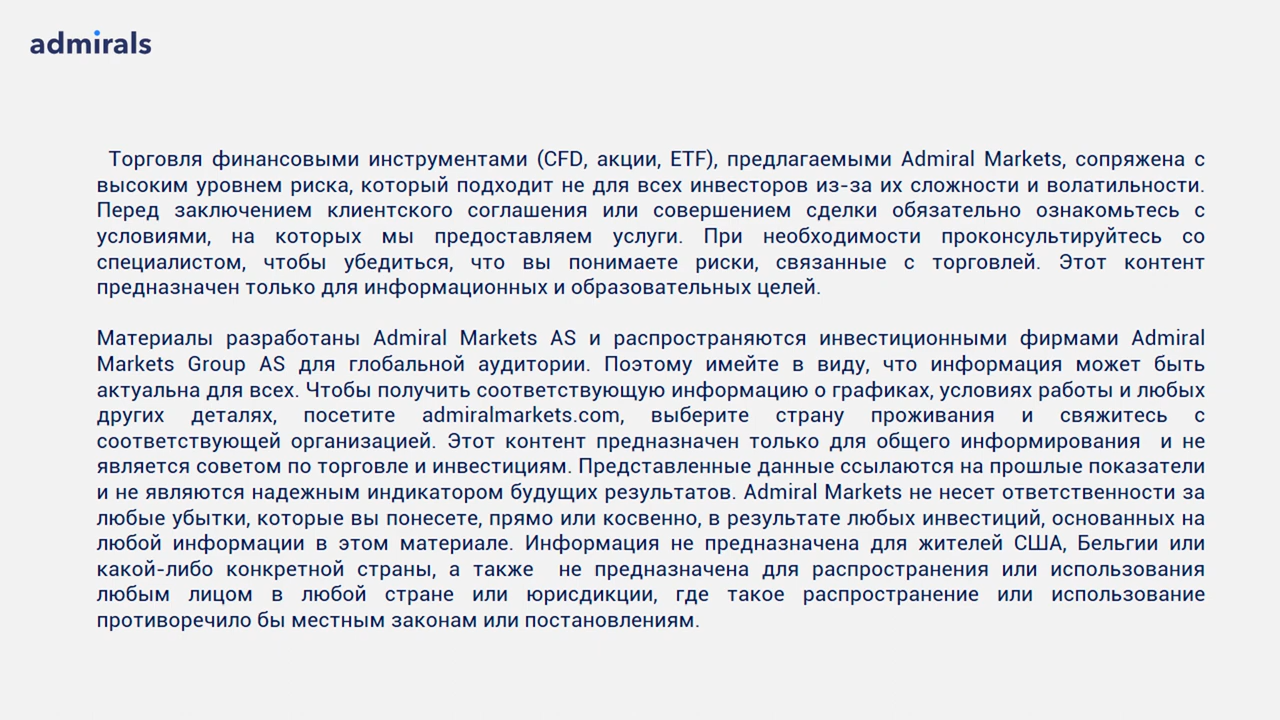 admirals
Торговля финансовыми инструментами (CFD, акции, ETF), предлагаемыми Admiral Markets, сопряжена с
высоким уровнем риска, который подходит не для всех инвесторов из-за их сложности и волатильности.
Перед заключением клиентского соглашения или совершением сделки обязательно ознакомьтесь с
условиями, на которых мы предоставляем услуги. При необходимости проконсультируйтесь со
специалистом, чтобы убедиться, что вы понимаете риски, связанные с торговлей. Этот контент
предназначен только для информационных и образовательных целей.
Материалы разработаны Admiral Markets AS и распространяются инвестиционными фирмами Admiral
Markets Group AS для глобальной аудитории. Поэтому имейте в виду, что информация может быть
актуальна для всех. Чтобы получить соответствующую информацию о графиках, условиях работы и любых
других деталях, посетите admiralmarkets.com, выберите страну проживания и свяжитесь с
соответствующей организацией. Этот контент предназначен только для общего информирования и не
является советом по торговле и инвестициям. Представленные данные ссылаются на прошлые показатели
и не являются надежным индикатором будущих результатов. Admiral Markets не несет ответственности за
любые убытки, которые вы понесете, прямо или косвенно, в результате любых инвестиций, основанных на
любой информации в этом материале. Информация не предназначена для жителей США, Бельгии или
какой-либо конкретной страны, а также не предназначена для распространения или использования
любым лицом в любой стране или юрисдикции, где такое распространение или использование
противоречило бы местным законам или постановлениям.